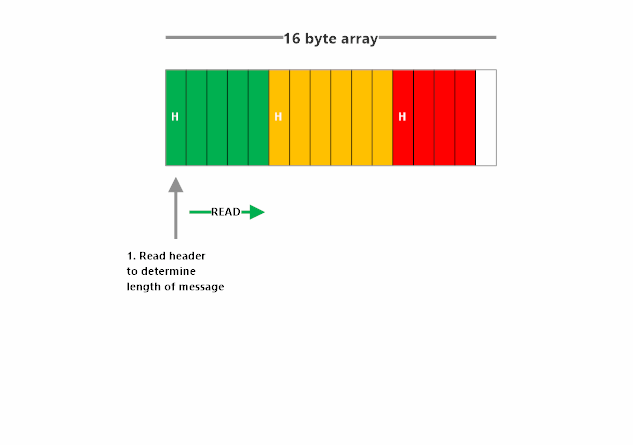 16 byte array
H H H
READ
1. Read header
to determine
length of message